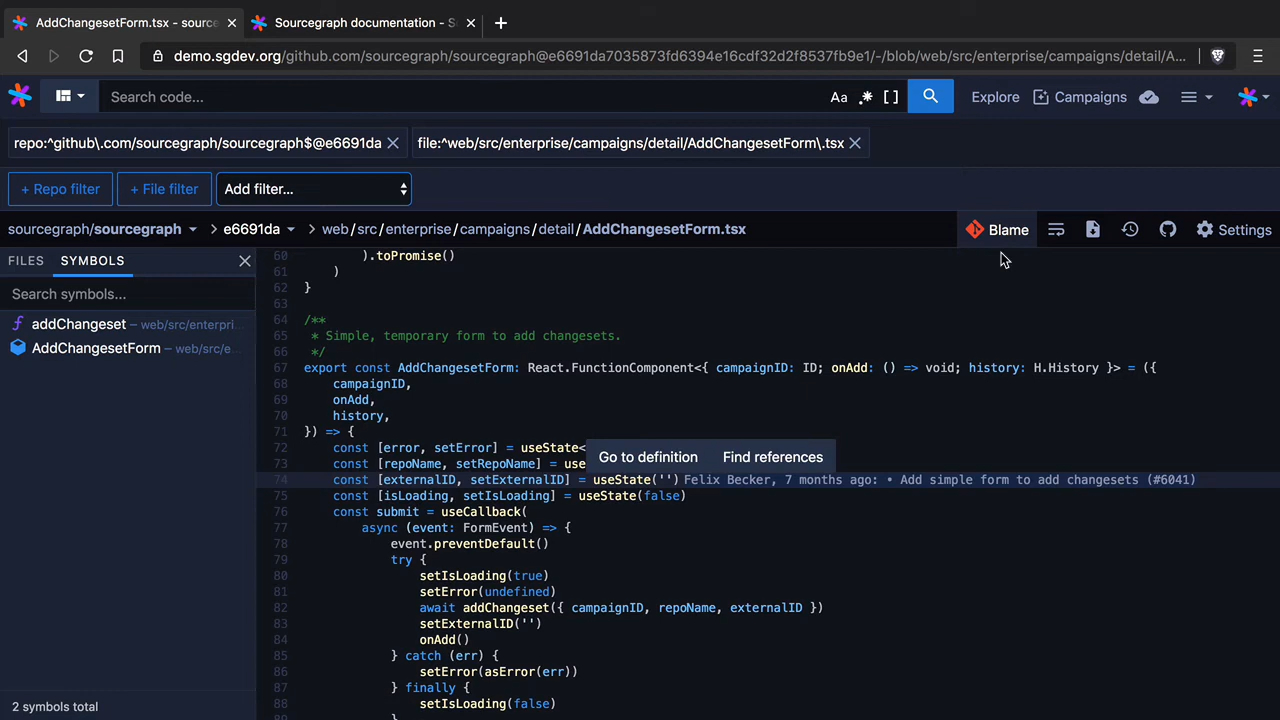 AddChangesetForm.tsx - source
Sourcegraph documentation - S
demo.sgdev.org/github.com/sourcegraph/sourcegraph@e6691da7035873fd6394e16cdf32d2f8537fb9e1/-/blob/web/src/enterprise/campaigns/detail/A...
Search code...
Aa .* [ ]
Explore
Campaigns
repo:^github\.com/sourcegraph/sourcegraph$@e6691da
file:^web/src/enterprise/campaigns/detail/AddChangesetForm\.tsx
+ Repo filter
+ File filter
Add filter...
sourcegraph/sourcegraph > e6691da > web/src/enterprise/campaigns/detail/AddChangesetForm.tsx
Blame
Settings
FILES SYMBOLS
Search symbols...
addChangeset – web/src/enterpri...
AddChangesetForm – web/src/e...
2 symbols total
60 ).toPromise()
61 )
62 }
63
64 /**
65 * Simple, temporary form to add changesets.
66 */
67 export const AddChangesetForm: React.FunctionComponent<{ campaignID: ID; onAdd: () => void; history: H.History }> = ({
68 campaignID,
69 onAdd,
70 history,
71 }) => {
72 const [error, setError] = useState<
Go to definition Find references
73 const [repoName, setRepoName] = use
74 const [externalID, setExternalID] = useState('') Felix Becker, 7 months ago: • Add simple form to add changesets (#6041)
75 const [isLoading, setIsLoading] = useState(false)
76 const submit = useCallback(
77 async (event: FormEvent) => {
78 event.preventDefault()
79 try {
80 setIsLoading(true)
81 setError(undefined)
82 await addChangeset({ campaignID, repoName, externalID })
83 setExternalID('')
84 onAdd()
85 } catch (err) {
86 setError(asError(err))
87 } finally {
88 setIsLoading(false)